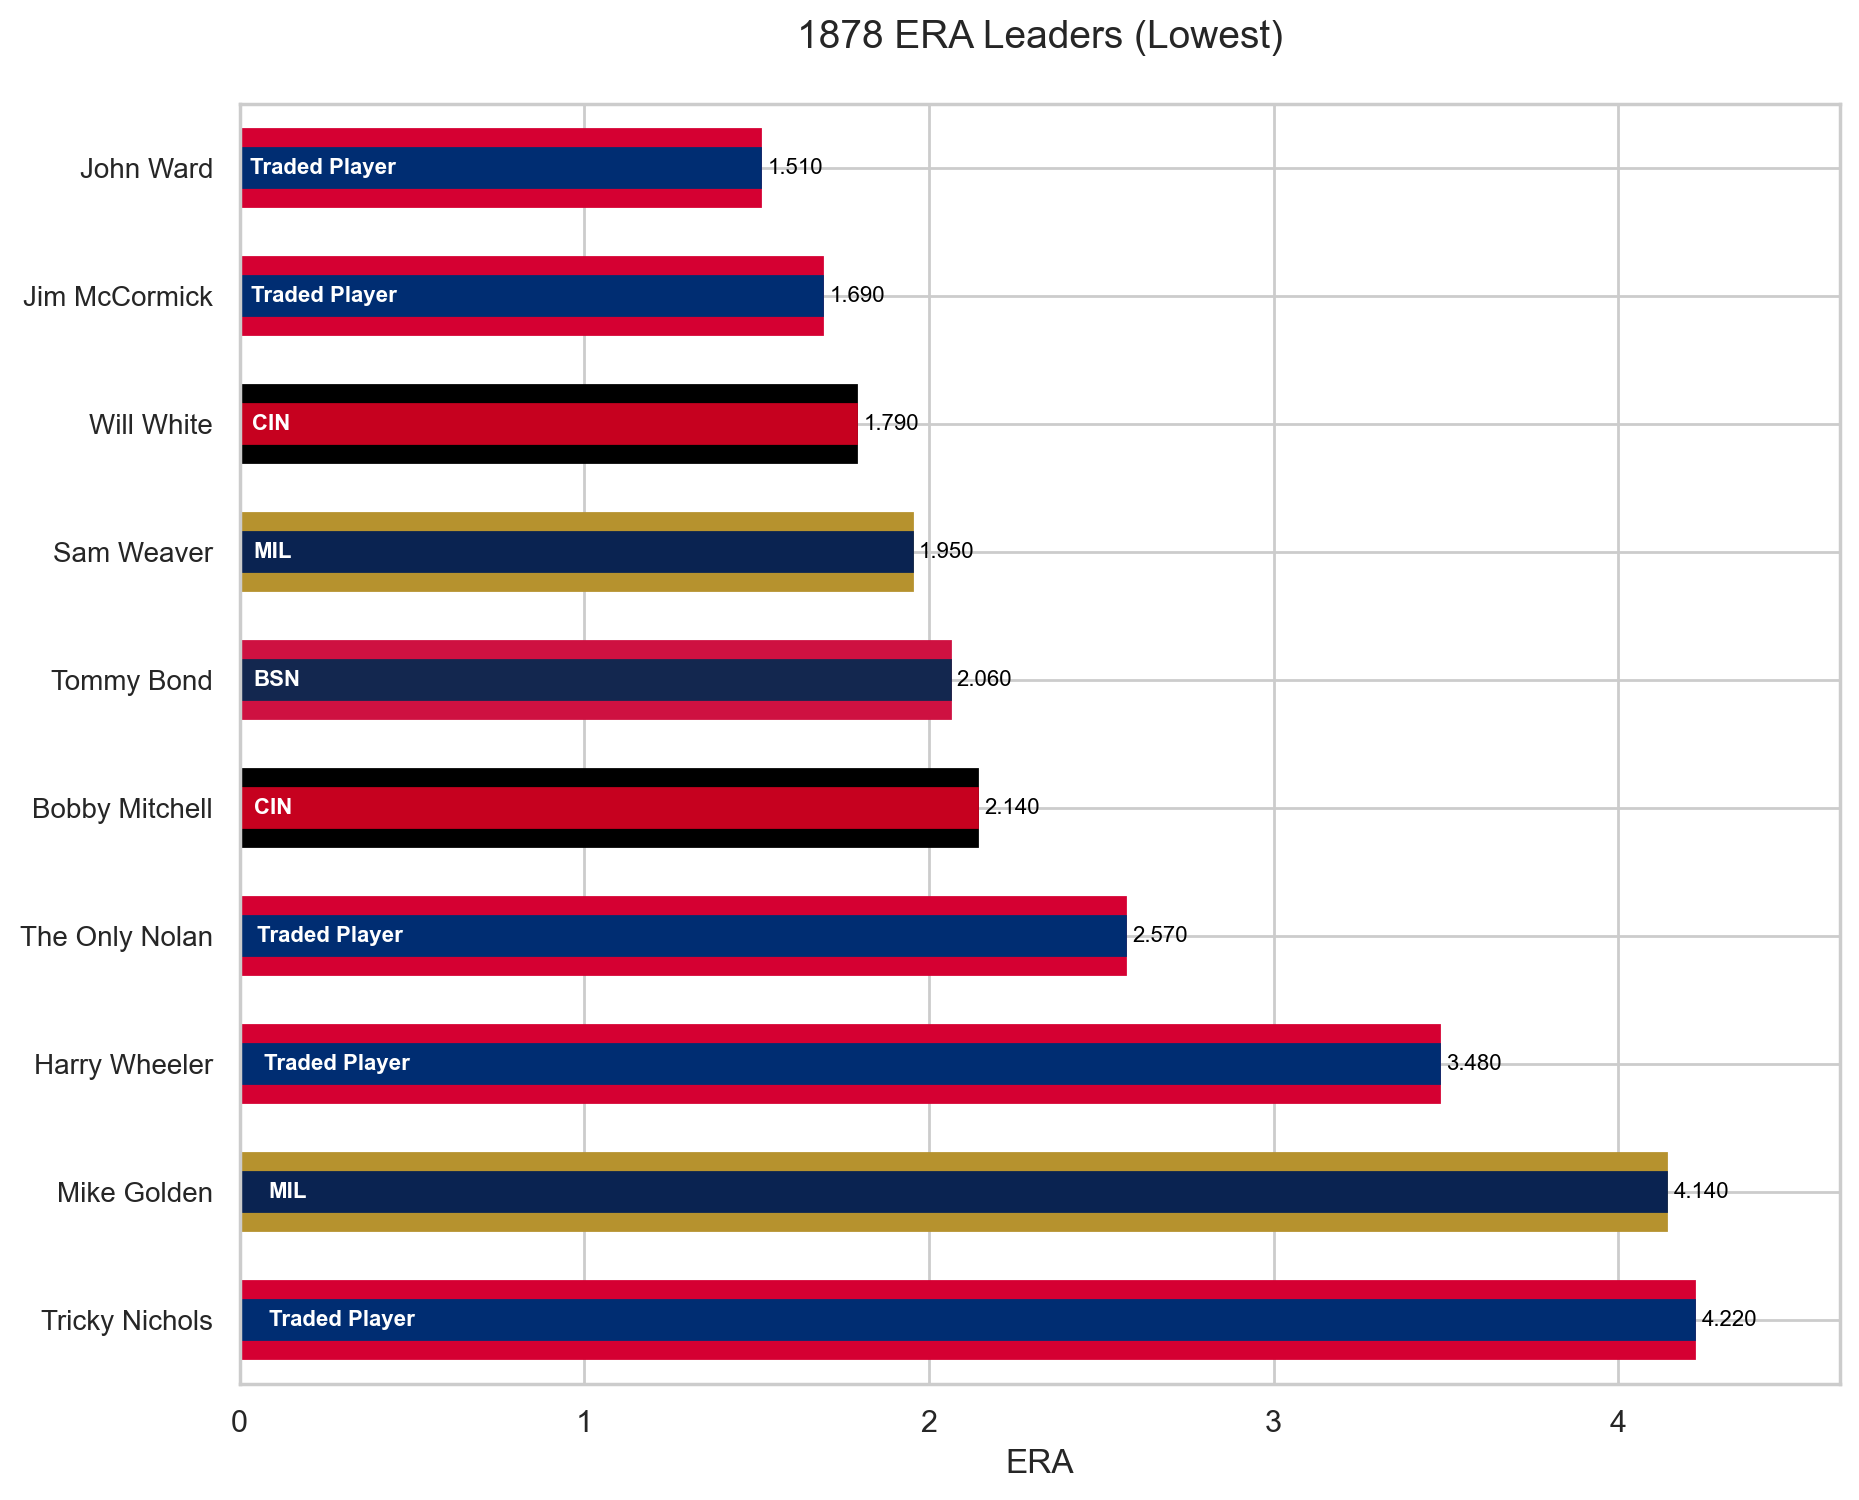 1878 ERA Leaders (Lowest)
John Ward
Traded Player
1.510
Jim McCormick
Traded Player
1.690
Will White
CIN
1.790
Sam Weaver
MIL
1.950
Tommy Bond
BSN
2.060
Bobby Mitchell
CIN
2.140
The Only Nolan
Traded Player
2.570
Harry Wheeler
Traded Player
3.480
Mike Golden
MIL
4.140
Tricky Nichols
Traded Player
4.220
0 1 2 3 4
ERA